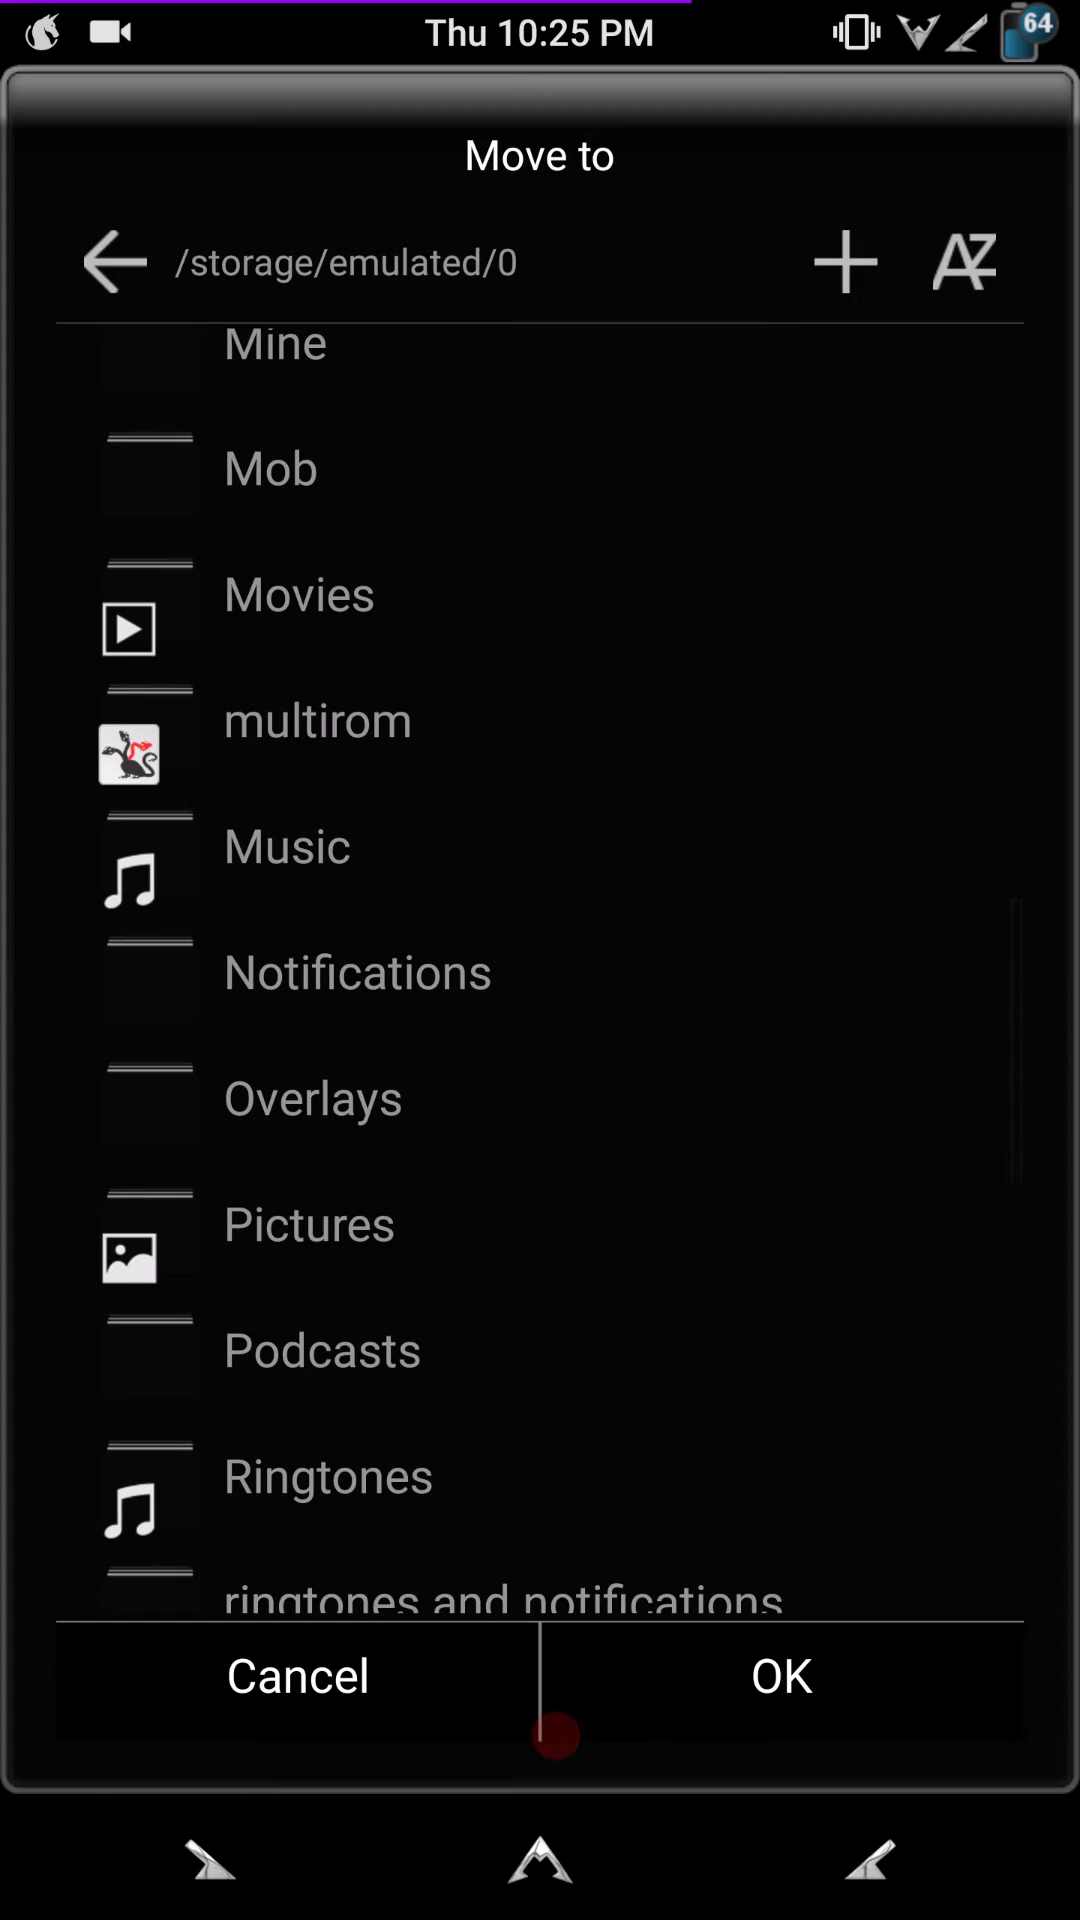 Thu 10:25 PM
64
Move to
/storage/emulated/0
AZ
Mine
Mob
Movies
multirom
Music
Notifications
Overlays
Pictures
Podcasts
Ringtones
ringtones and notifications
Cancel
OK